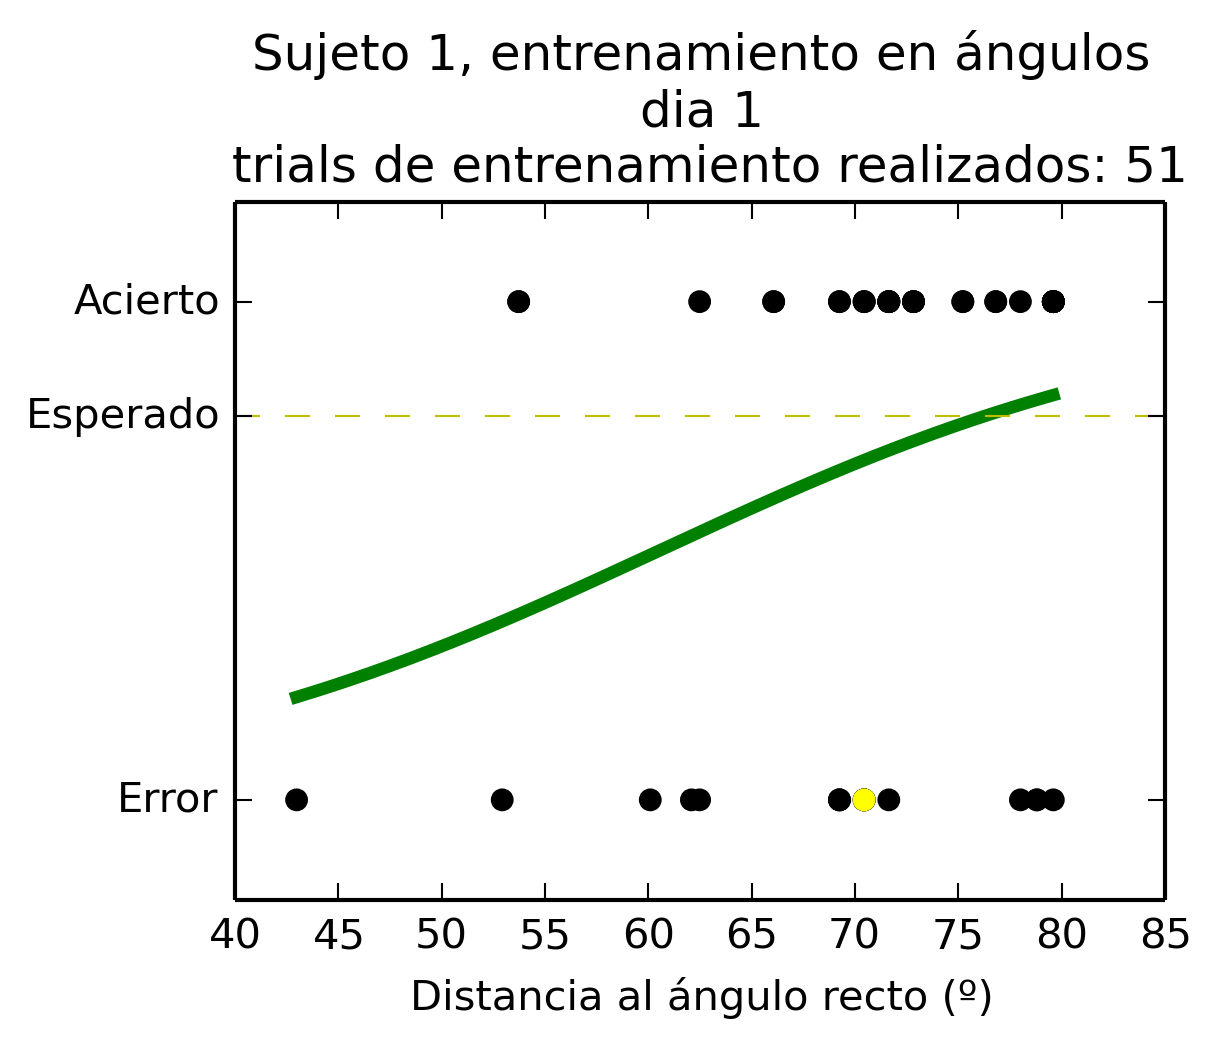 Sujeto 1, entrenamiento en ángulos
dia 1
trials de entrenamiento realizados: 51
Acierto
Esperado
Error
40 45 50 55 60 65 70 75 80 85
Distancia al ángulo recto (º)